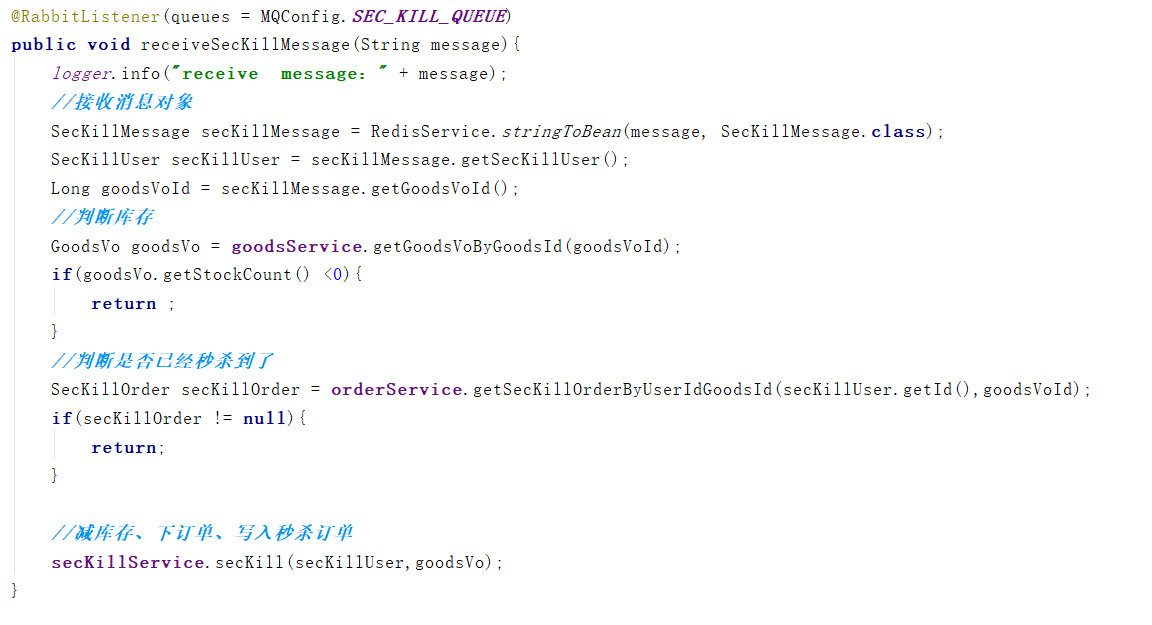 @RabbitListener(queues = MQConfig.SEC_KILL_QUEUE)
public void receiveSecKillMessage(String message){
logger.info("receive  message: " + message);
//接收消息对象
SecKillMessage secKillMessage = RedisService.stringToBean(message, SecKillMessage.class);
SecKillUser secKillUser = secKillMessage.getSecKillUser();
Long goodsVoId = secKillMessage.getGoodsVoId();
//判断库存
GoodsVo goodsVo = goodsService.getGoodsVoByGoodsId(goodsVoId);
if(goodsVo.getStockCount() <0){
return ;
}
//判断是否已经秒杀到了
SecKillOrder secKillOrder = orderService.getSecKillOrderByUserIdGoodsId(secKillUser.getId(),goodsVoId);
if(secKillOrder != null){
return;
}
//减库存、下订单、写入秒杀订单
secKillService.secKill(secKillUser,goodsVo);
}